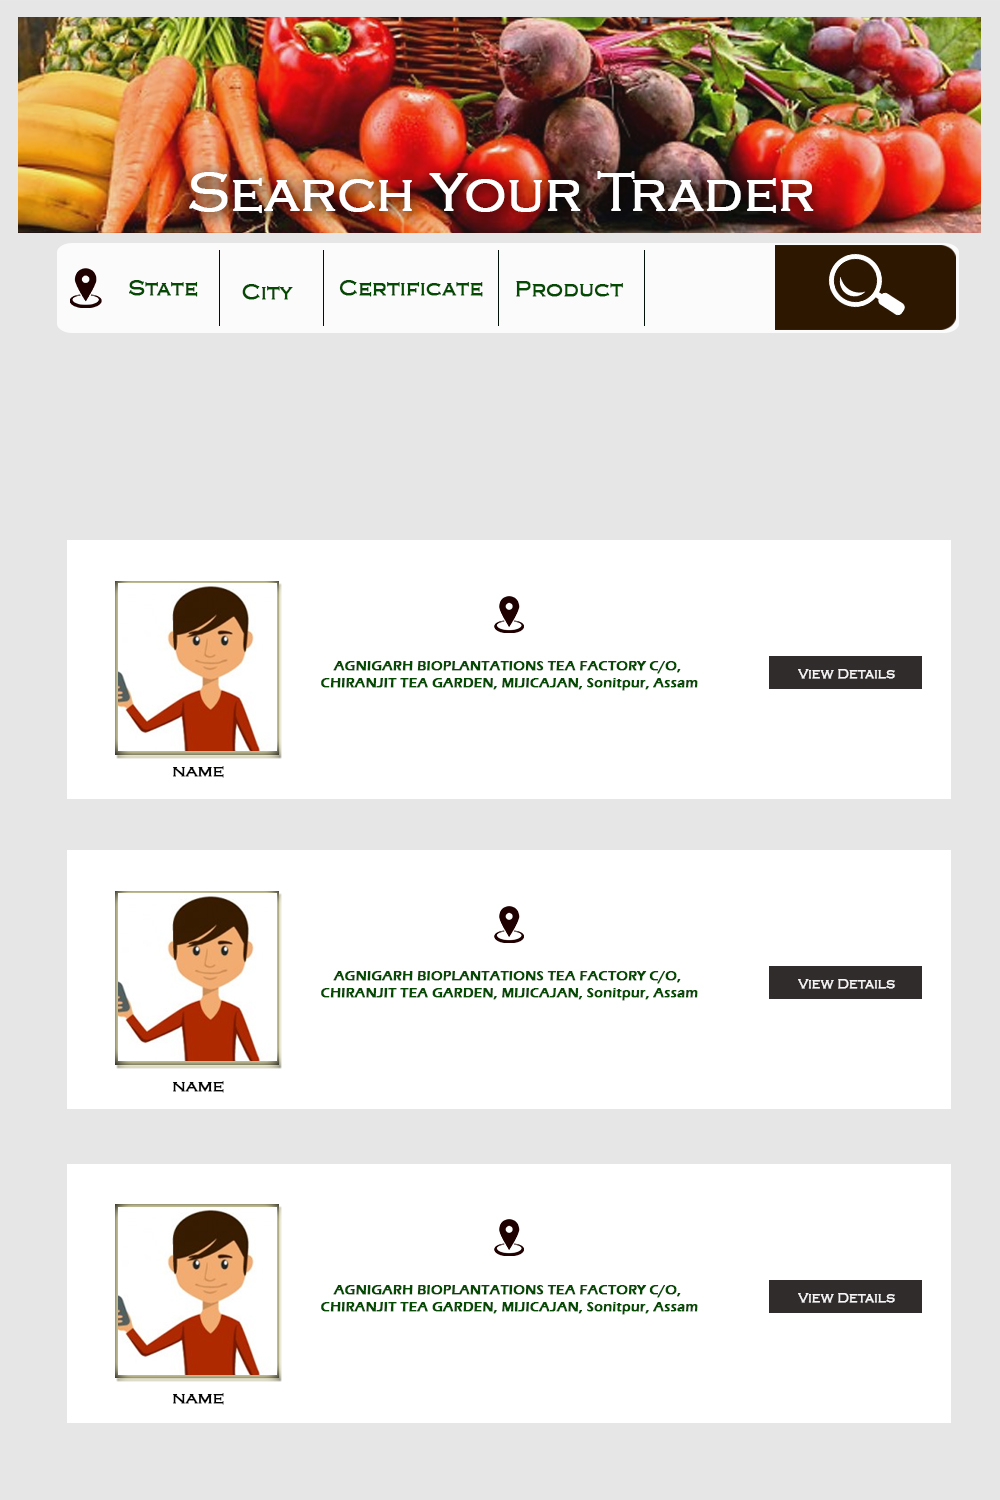 Search Your Trader
State
City
Certificate
Product
AGNIGARH BIOPLANTATIONS TEA FACTORY C/O,
CHIRANJIT TEA GARDEN, MIJICAJAN, Sonitpur, Assam
View Details
NAME
AGNIGARH BIOPLANTATIONS TEA FACTORY C/O,
CHIRANJIT TEA GARDEN, MIJICAJAN, Sonitpur, Assam
View Details
NAME
AGNIGARH BIOPLANTATIONS TEA FACTORY C/O,
CHIRANJIT TEA GARDEN, MIJICAJAN, Sonitpur, Assam
View Details
NAME